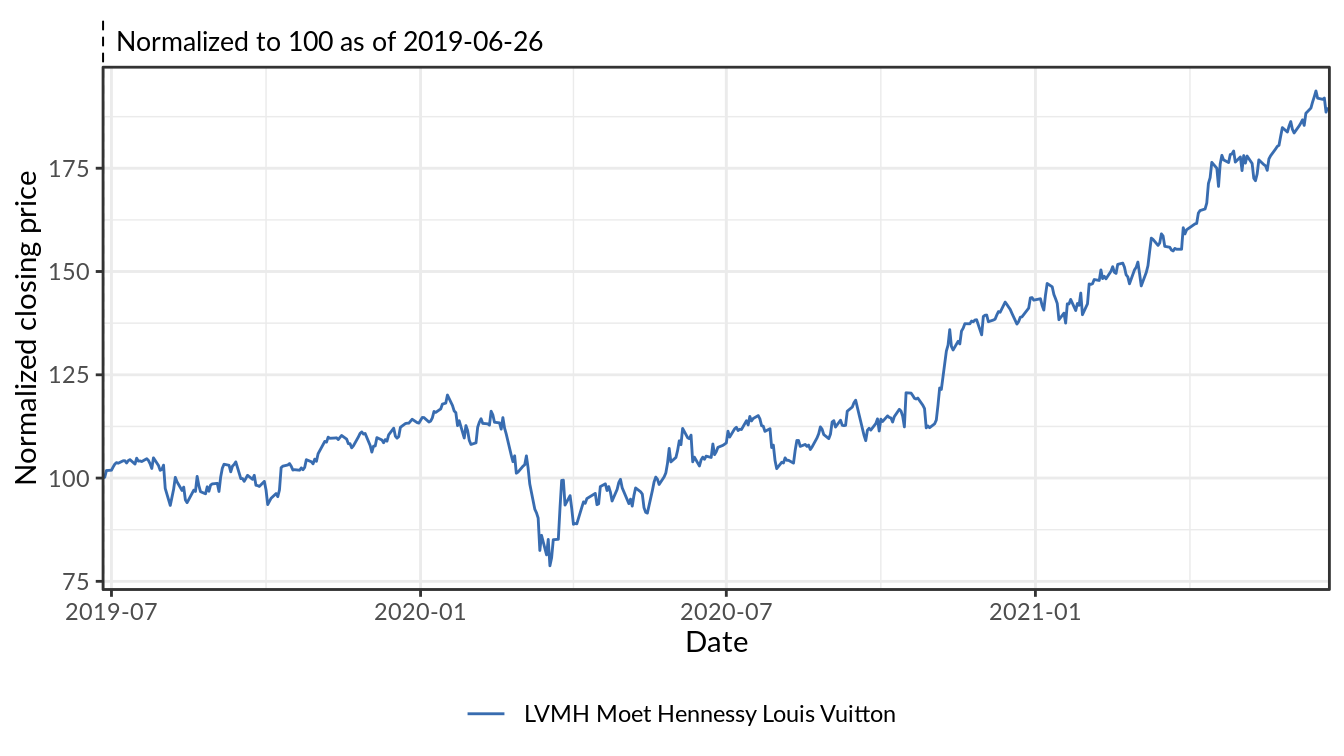 Normalized to 100 as of 2019-06-26
Normalized closing price
175
150
125
100
75
2019-07
2020-01
2020-07
2021-01
Date
LVMH Moet Hennessy Louis Vuitton